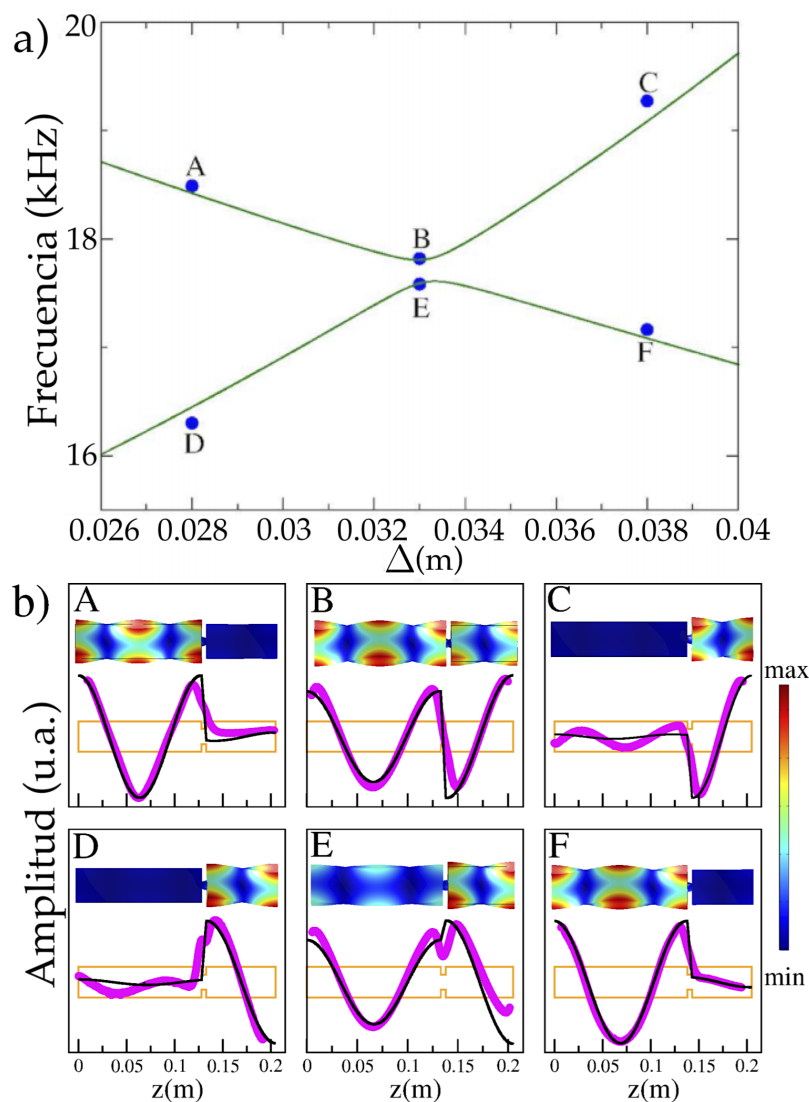 a)
20
18
16
Frecuencia (kHz)
A
B
C
D
E
F
0.026 0.028 0.03 0.032 0.034 0.036 0.038 0.04
Δ(m)
b)
A B C
D E F
Amplitud (u.a.)
max
min
0 0.05 0.1 0.15 0.2 0 0.05 0.1 0.15 0.2 0 0.05 0.1 0.15 0.2
z(m) z(m) z(m)